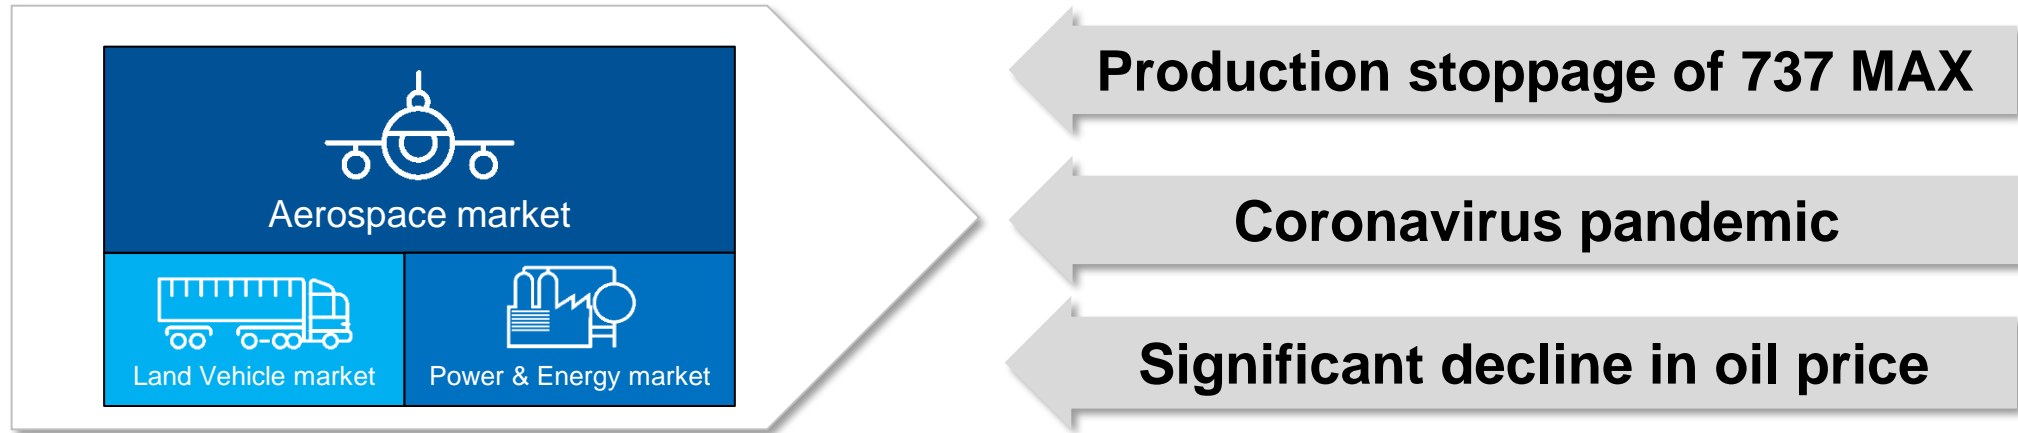 Aerospace market
Land Vehicle market
Power & Energy market
Production stoppage of 737 MAX
Coronavirus pandemic
Significant decline in oil price